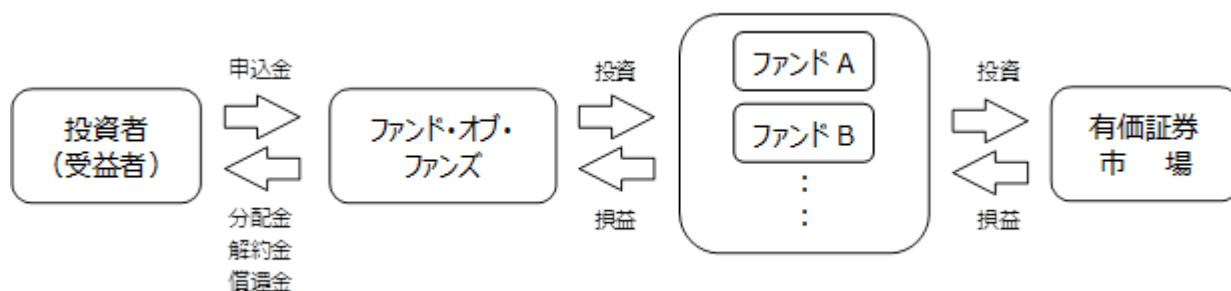 投資者
（受益者）
申込金
分配金
解約金
償還金
ファンド・オブ・
ファンズ
投資
損益
ファンド A
ファンド B
：
：
投資
損益
有価証券
市　場